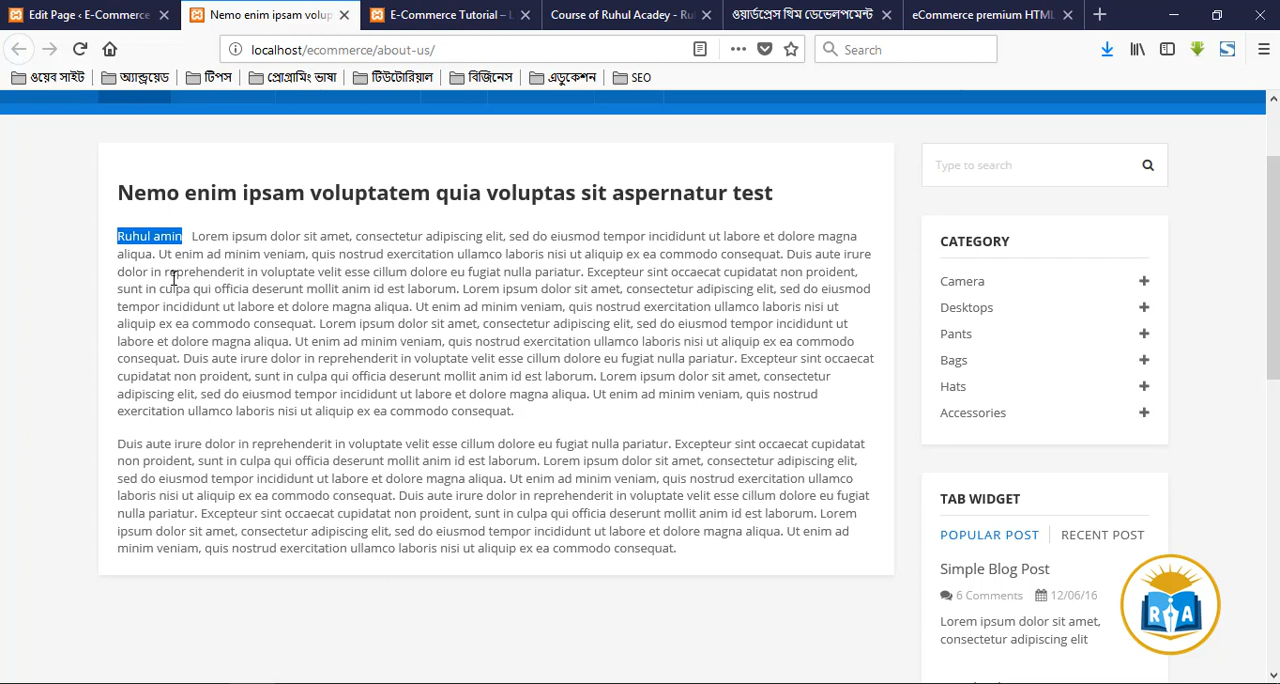 Edit Page ‹ E-Commerce
Nemo enim ipsam volup
E-Commerce Tutorial – L
Course of Ruhul Acadey - Ru
ওয়ার্ডপ্রেস থিম ডেভেলপমেন্ট
eCommerce premium HTML
localhost/ecommerce/about-us/
Search
ওয়েব সাইট
অ্যান্ড্রয়েড
টিপস
প্রোগ্রামিং ভাষা
টিউটোরিয়াল
বিজিনেস
এডুকেশন
SEO
Nemo enim ipsam voluptatem quia voluptas sit aspernatur test
Ruhul amin Lorem ipsum dolor sit amet, consectetur adipiscing elit, sed do eiusmod tempor incididunt ut labore et dolore magna
aliqua. Ut enim ad minim veniam, quis nostrud exercitation ullamco laboris nisi ut aliquip ex ea commodo consequat. Duis aute irure
dolor in reprehenderit in voluptate velit esse cillum dolore eu fugiat nulla pariatur. Excepteur sint occaecat cupidatat non proident,
sunt in culpa qui officia deserunt mollit anim id est laborum. Lorem ipsum dolor sit amet, consectetur adipiscing elit, sed do eiusmod
tempor incididunt ut labore et dolore magna aliqua. Ut enim ad minim veniam, quis nostrud exercitation ullamco laboris nisi ut
aliquip ex ea commodo consequat. Lorem ipsum dolor sit amet, consectetur adipiscing elit, sed do eiusmod tempor incididunt ut
labore et dolore magna aliqua. Ut enim ad minim veniam, quis nostrud exercitation ullamco laboris nisi ut aliquip ex ea commodo
consequat. Duis aute irure dolor in reprehenderit in voluptate velit esse cillum dolore eu fugiat nulla pariatur. Excepteur sint occaecat
cupidatat non proident, sunt in culpa qui officia deserunt mollit anim id est laborum. Lorem ipsum dolor sit amet, consectetur
adipiscing elit, sed do eiusmod tempor incididunt ut labore et dolore magna aliqua. Ut enim ad minim veniam, quis nostrud
exercitation ullamco laboris nisi ut aliquip ex ea commodo consequat.
Duis aute irure dolor in reprehenderit in voluptate velit esse cillum dolore eu fugiat nulla pariatur. Excepteur sint occaecat cupidatat
non proident, sunt in culpa qui officia deserunt mollit anim id est laborum. Lorem ipsum dolor sit amet, consectetur adipiscing elit,
sed do eiusmod tempor incididunt ut labore et dolore magna aliqua. Ut enim ad minim veniam, quis nostrud exercitation ullamco
laboris nisi ut aliquip ex ea commodo consequat. Duis aute irure dolor in reprehenderit in voluptate velit esse cillum dolore eu fugiat
nulla pariatur. Excepteur sint occaecat cupidatat non proident, sunt in culpa qui officia deserunt mollit anim id est laborum. Lorem
ipsum dolor sit amet, consectetur adipiscing elit, sed do eiusmod tempor incididunt ut labore et dolore magna aliqua. Ut enim ad
minim veniam, quis nostrud exercitation ullamco laboris nisi ut aliquip ex ea commodo consequat.
Type to search
CATEGORY
Camera
Desktops
Pants
Bags
Hats
Accessories
TAB WIDGET
POPULAR POST
RECENT POST
Simple Blog Post
6 Comments 12/06/16
Lorem ipsum dolor sit amet,
consectetur adipiscing elit
R A